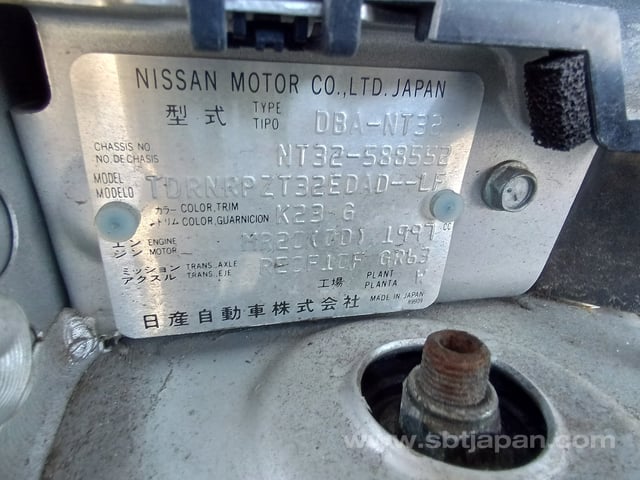 NISSAN MOTOR CO.,LTD. JAPAN
型式 TYPE TIPO DBA-NT32
CHASSIS NO. NO. DE CHASIS NT32-588552
MODEL MODELO TDRNRPZT32EDAD--LF
カラー COLOR,TRIM トリム COLOR,GUARNICION K23-G
エンジン ENGINE MOTOR MR20(DD) 1997 cc
ミッション アクスル TRANS. AXLE TRANS. EJE GR63
工場 PLANT PLANTA W
日産自動車株式会社 MADE IN JAPAN
www.sbtjapan.com